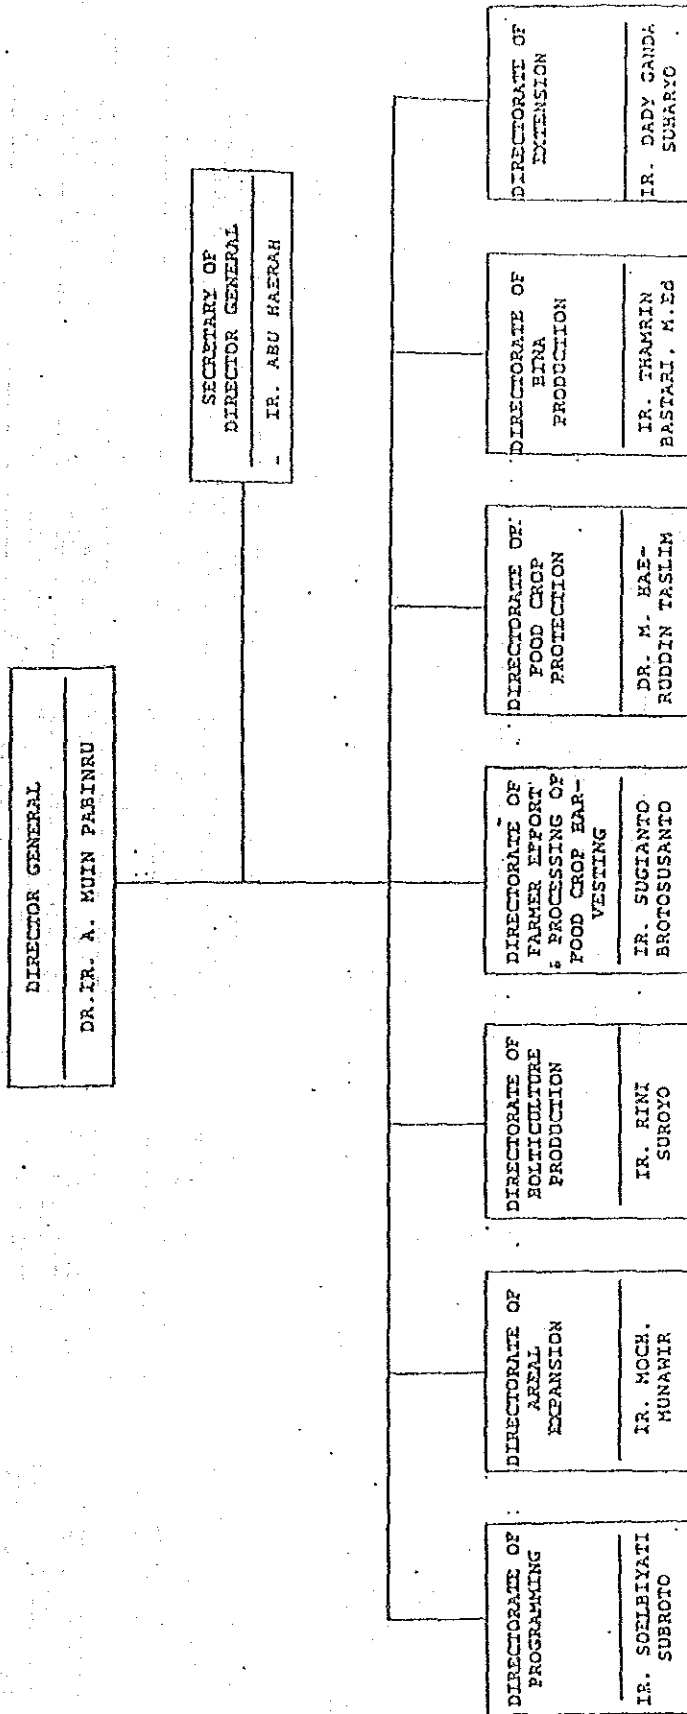 DIRECTOR GENERAL
DR.IR. A. MUIN PABINRU
SECRETARY OF
DIRECTOR GENERAL
- IR. ABU HAERAH
DIRECTORATE OF
PROGRAMMING
IR. SOELBIYATI
SUBROTO
DIRECTORATE OF
AREAL
EXPANSION
IR. MOCH.
MUNAWIR
DIRECTORATE OF
HOLTICULTURE
PRODUCTION
IR. RINI
SUROYO
DIRECTORATE OF
FARMER EFFORT
& PROCESSING OF
FOOD CROP HAR-
VESTING
IR. SUGIANTO
BROTOSUSANTO
DIRECTORATE OF
FOOD CROP
PROTECTION
DR. M. HAE-
RUDDIN TASLIM
DIRECTORATE OF
BINA
PRODUCTION
IR. THAMRIN
BASTARI, M.Ed
DIRECTORATE OF
EXTENSION
IR. DADY GANDA
SUHARYO